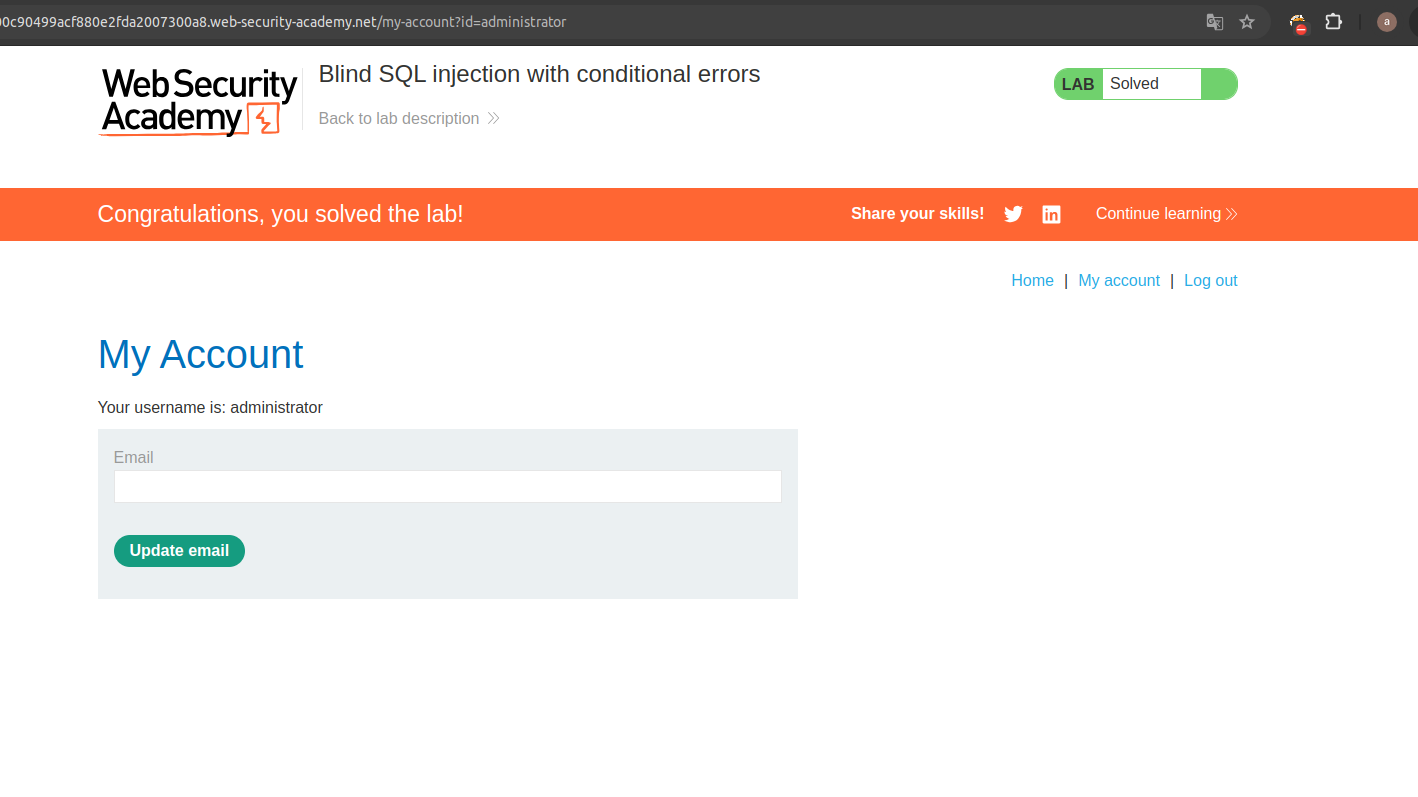 00c90499acf880e2fda2007300a8.web-security-academy.net/my-account?id=administrator
a
Web Security
Academy
Blind SQL injection with conditional errors
Back to lab description
LAB Solved
Congratulations, you solved the lab!
Share your skills!
Continue learning
Home | My account | Log out
My Account
Your username is: administrator
Email
Update email